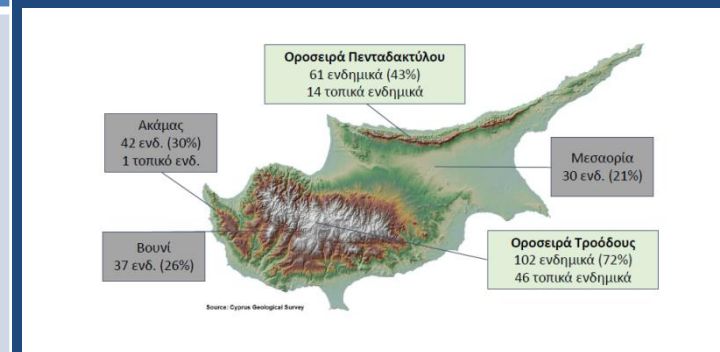 Οροσειρά Πενταδακτύλου
61 ενδημικά (43%)
14 τοπικά ενδημικά
Ακάμας
42 ενδ. (30%)
1 τοπικό ενδ.
Μεσαορία
30 ενδ. (21%)
Βουνί
37 ενδ. (26%)
Οροσειρά Τροόδους
102 ενδημικά (72%)
46 τοπικά ενδημικά
Source: Cyprus Geological Survey